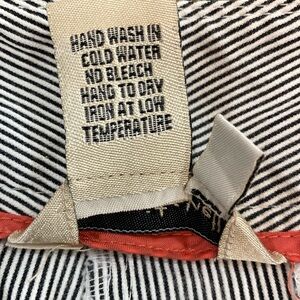 HAND WASH IN
COLD WATER
NO BLEACH
HANG TO DRY
IRON AT LOW
TEMPERATURE